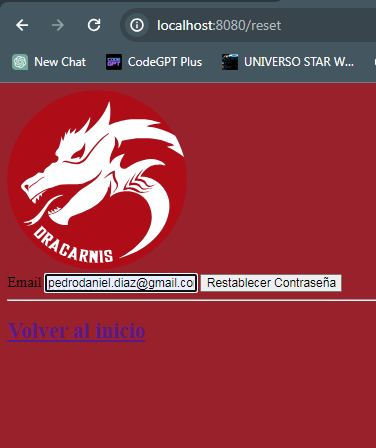 localhost:8080/reset
New Chat
CodeGPT Plus
UNIVERSO STAR W...
DRACARNIS
Email
pedrodaniel.diaz@gmail.co
Restablecer Contraseña
Volver al inicio